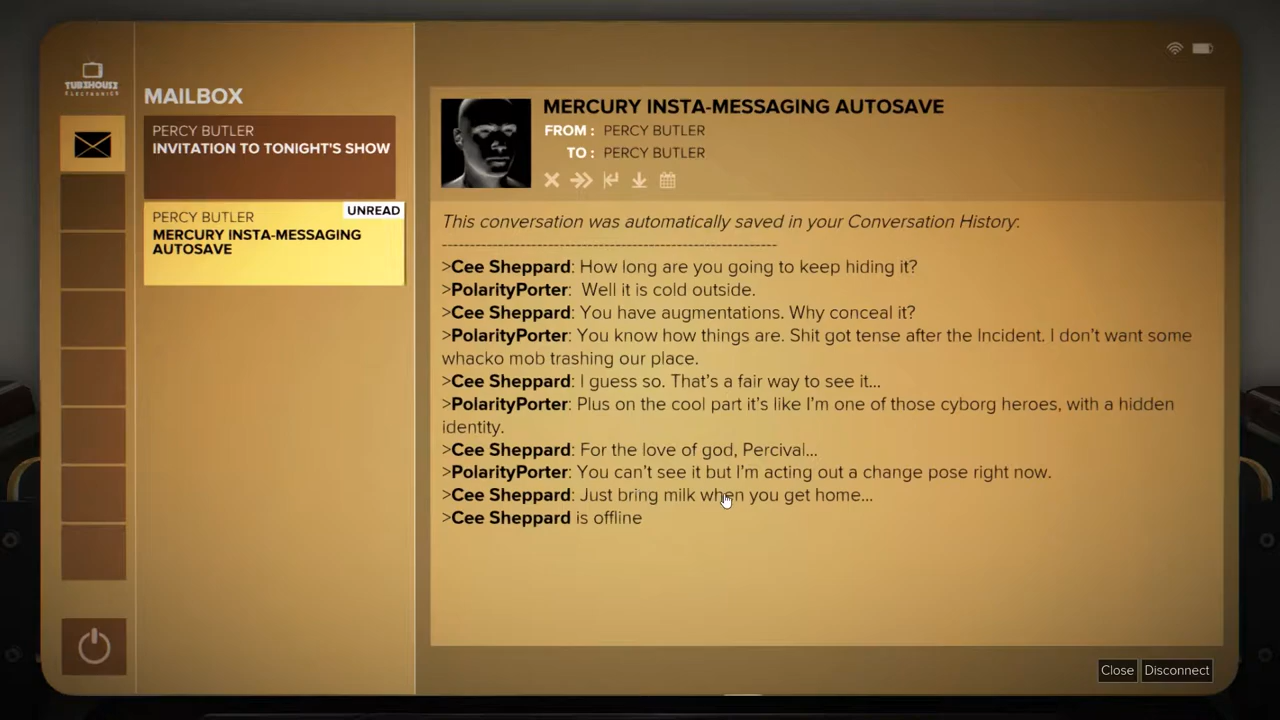 TUBEHOUSE
ELECTRONICS
MAILBOX
PERCY BUTLER
INVITATION TO TONIGHT'S SHOW
UNREAD
PERCY BUTLER
MERCURY INSTA-MESSAGING
AUTOSAVE
MERCURY INSTA-MESSAGING AUTOSAVE
FROM : PERCY BUTLER
TO : PERCY BUTLER
This conversation was automatically saved in your Conversation History:
------------------------------------------------------------
>Cee Sheppard: How long are you going to keep hiding it?
>PolarityPorter:  Well it is cold outside.
>Cee Sheppard: You have augmentations. Why conceal it?
>PolarityPorter: You know how things are. Shit got tense after the Incident. I don't want some
whacko mob trashing our place.
>Cee Sheppard: I guess so. That's a fair way to see it...
>PolarityPorter: Plus on the cool part it's like I'm one of those cyborg heroes, with a hidden
identity.
>Cee Sheppard: For the love of god, Percival...
>PolarityPorter: You can't see it but I'm acting out a change pose right now.
>Cee Sheppard: Just bring milk when you get home...
>Cee Sheppard is offline
Close Disconnect